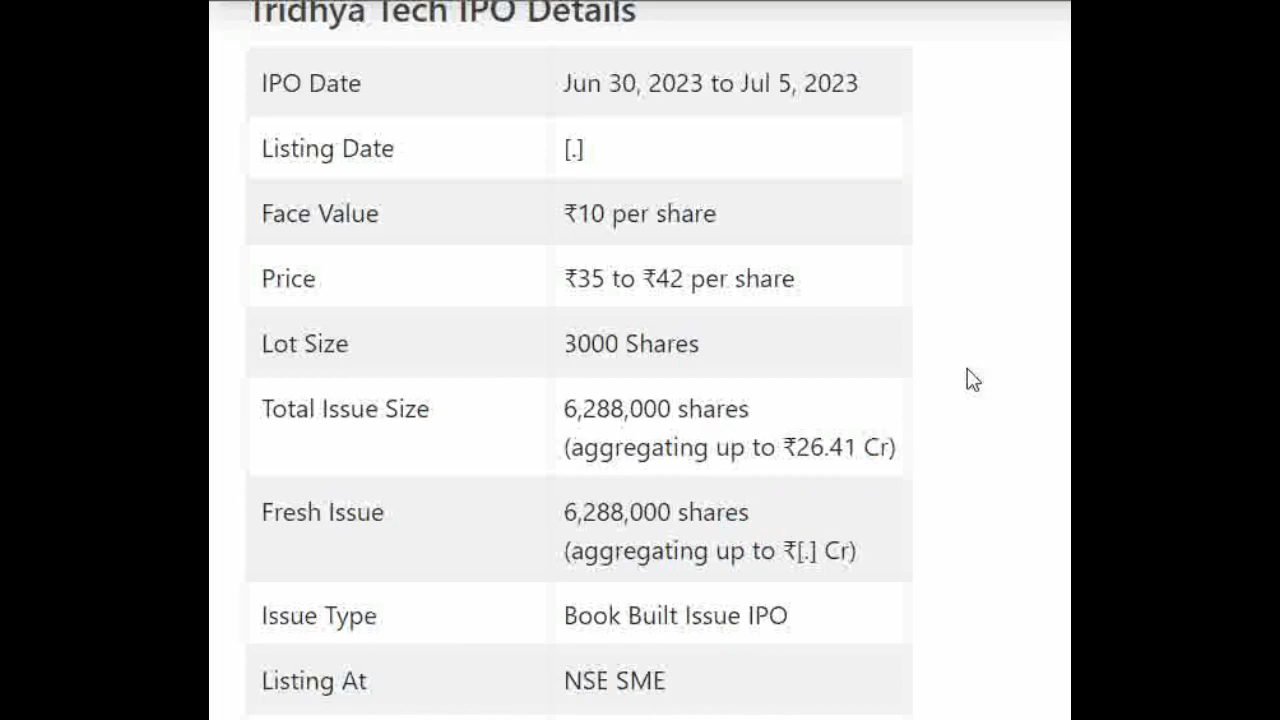 Tridhya Tech IPO Details
IPO Date Jun 30, 2023 to Jul 5, 2023
Listing Date [.]
Face Value ₹10 per share
Price ₹35 to ₹42 per share
Lot Size 3000 Shares
Total Issue Size 6,288,000 shares
(aggregating up to ₹26.41 Cr)
Fresh Issue 6,288,000 shares
(aggregating up to ₹[.] Cr)
Issue Type Book Built Issue IPO
Listing At NSE SME